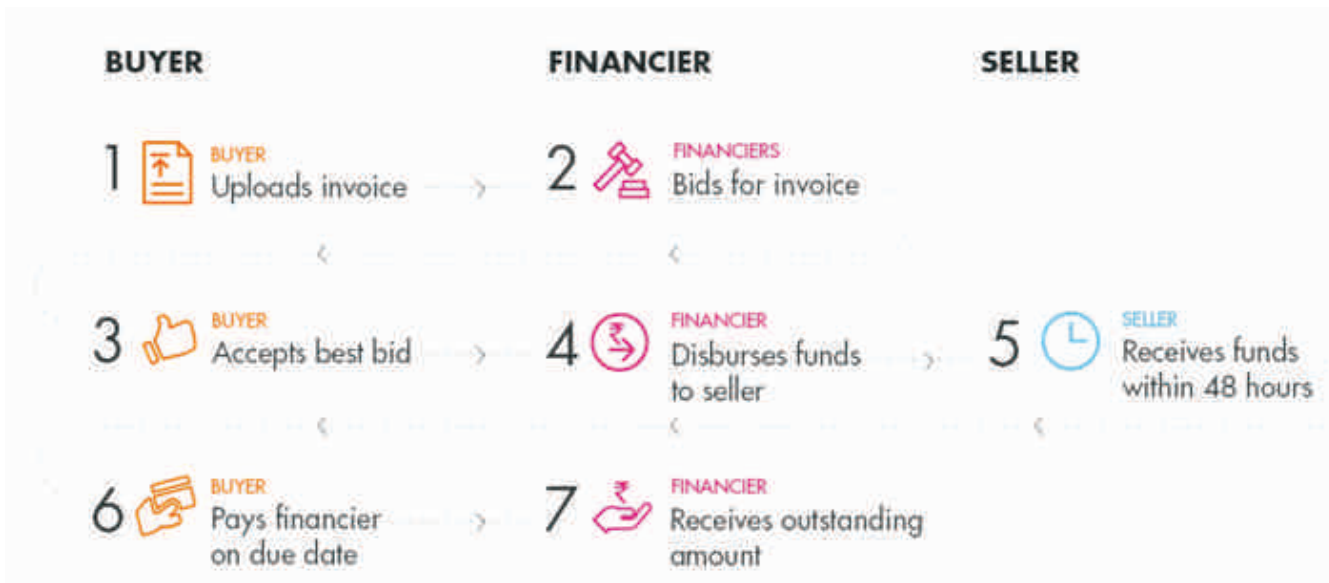 BUYER FINANCIER SELLER
1 BUYER
Uploads invoice
2 FINANCIERS
Bids for invoice
3 BUYER
Accepts best bid
4 ₹ FINANCIER
Disburses funds
to seller
5 SELLER
Receives funds
within 48 hours
6 BUYER
Pays financier
on due date
7 ₹ FINANCIER
Receives outstanding
amount